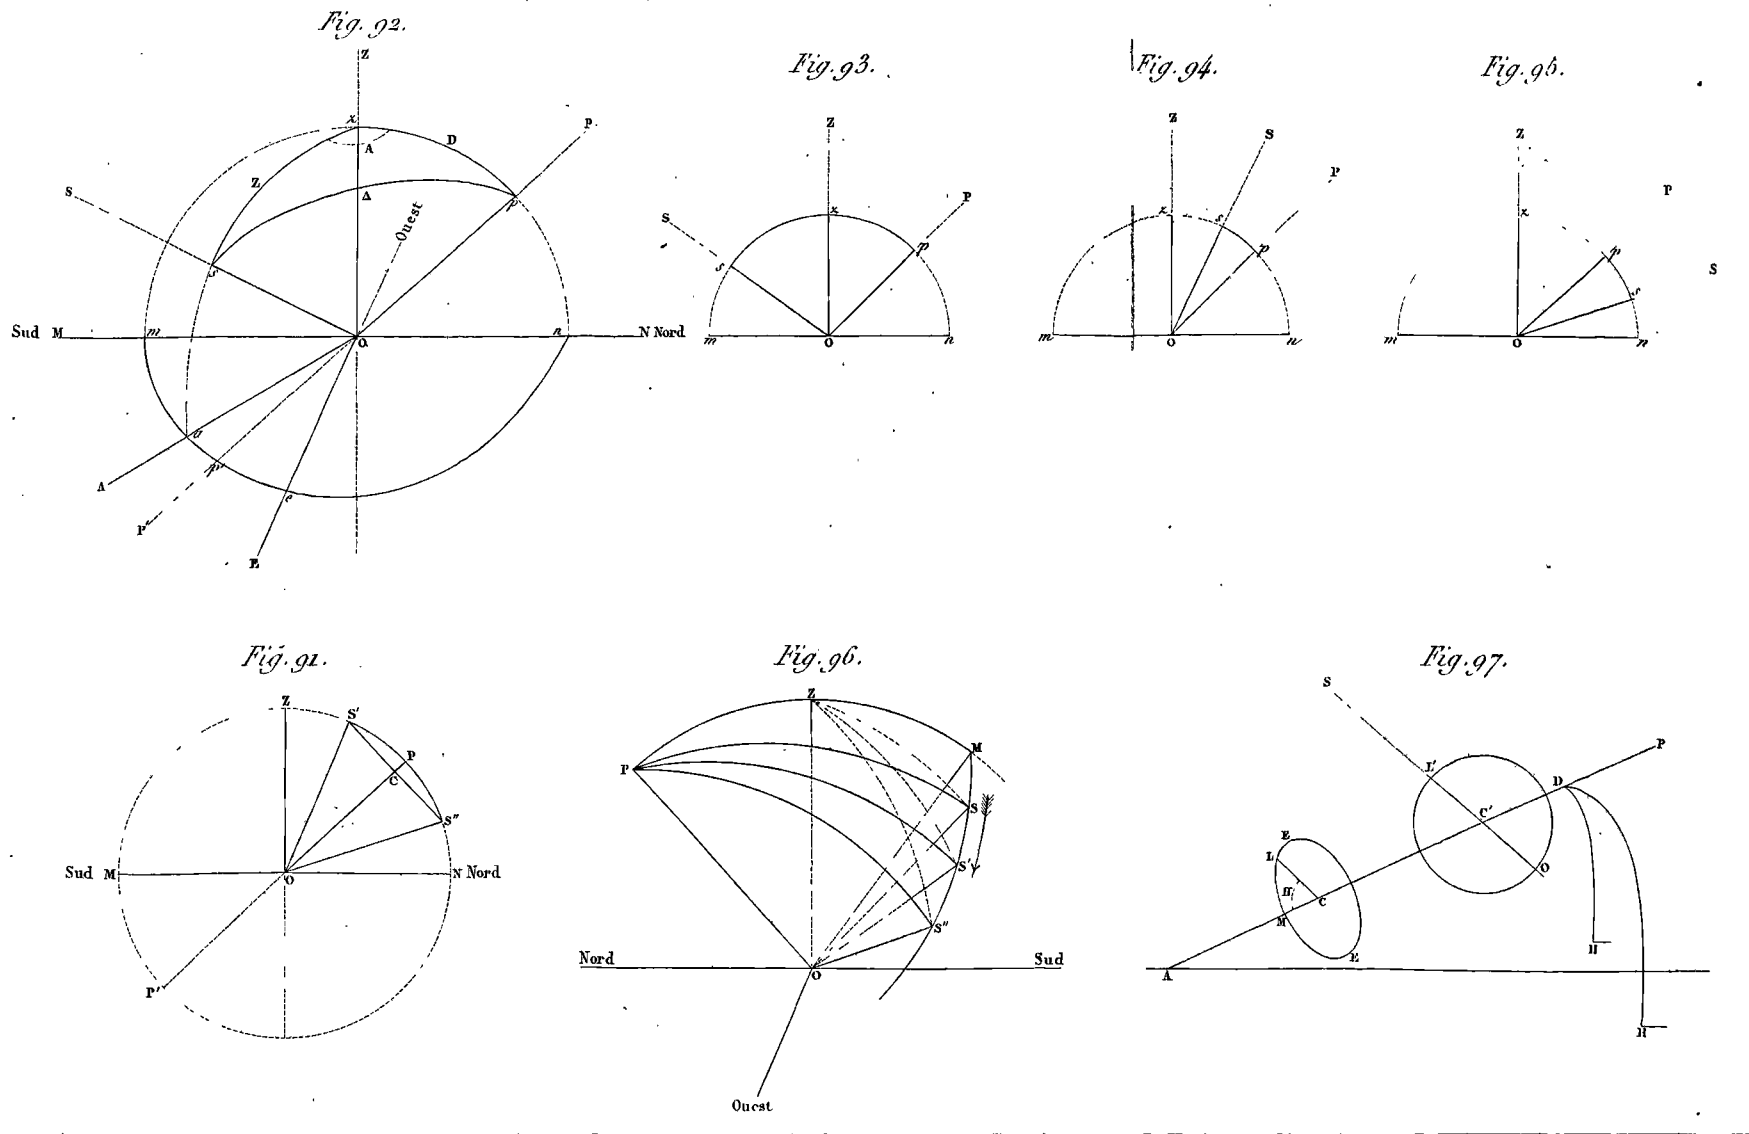 Fig. 92.
Z
z
A
D
P.
S
Z
Δ
p
Ouest
s
Sud M
m
O
n
N Nord
a
A
p'
P'
e
E
Fig. 93.
Z
S
z
P
s
p
m
O
n
Fig. 94.
Z
S
P
z
s
p
m
O
n
Fig. 95.
Z
P
z
p
S
s
m
O
n
Fig. 91.
Z
S'
P
C
S"
Sud M
O
N Nord
P'
Fig. 96.
Z
M
P
S
S'
S"
Nord
O
Sud
Ouest
Fig. 97.
S
P
L'
D
C'
E
L
O
H
C
M
E
A
H
H